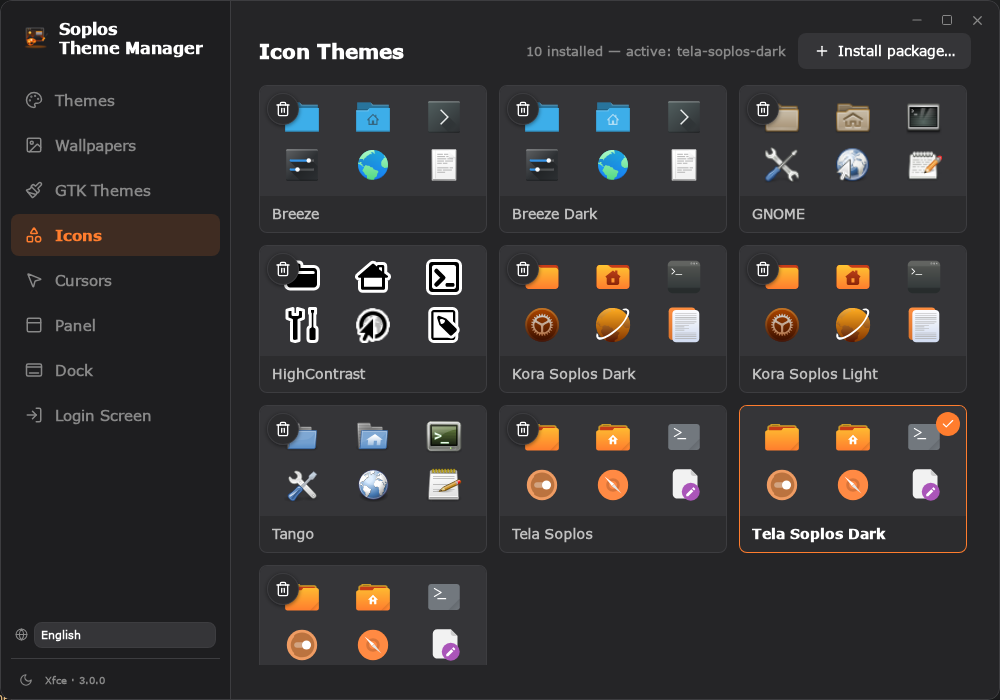 Soplos
Theme Manager
Themes
Wallpapers
GTK Themes
Icons
Cursors
Panel
Dock
Login Screen
English
Xfce · 3.0.0
Icon Themes
10 installed — active: tela-soplos-dark
+ Install package...
Breeze
Breeze Dark
GNOME
HighContrast
Kora Soplos Dark
Kora Soplos Light
Tango
Tela Soplos
Tela Soplos Dark